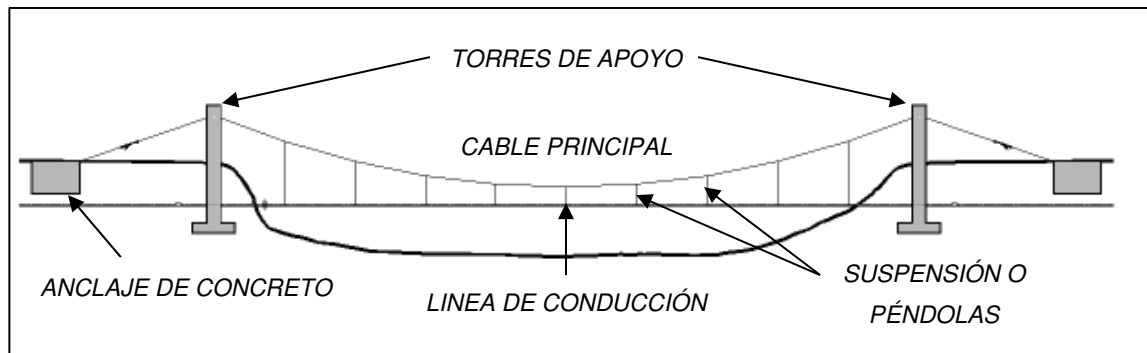 TORRES DE APOYO
CABLE PRINCIPAL
ANCLAJE DE CONCRETO
LINEA DE CONDUCCIÓN
SUSPENSIÓN O
PÉNDOLAS